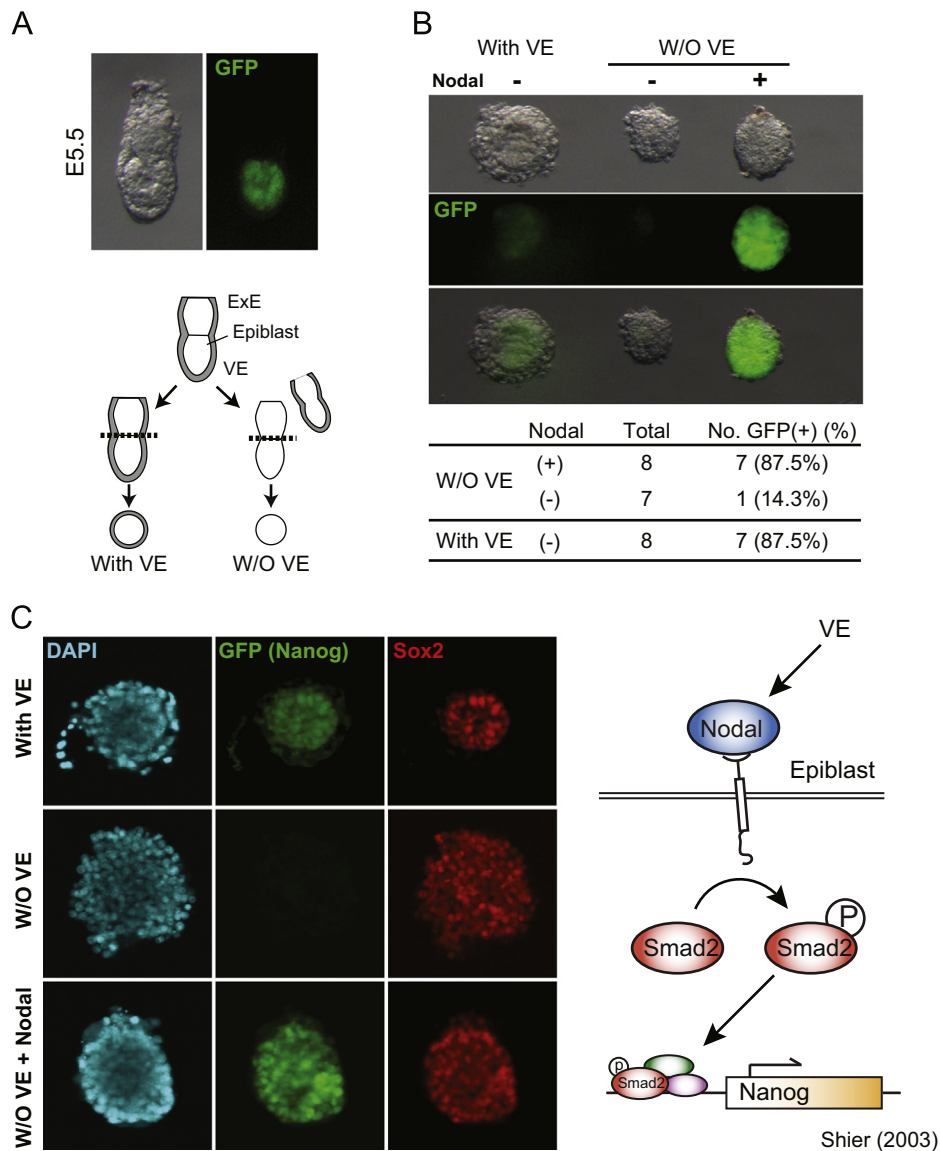 A
GFP
E5.5
ExE
Epiblast
VE
With VE
W/O VE
B
With VE
W/O VE
Nodal - - +
GFP
Nodal Total No. GFP(+) (%)
W/O VE
(+) 8 7 (87.5%)
(-) 7 1 (14.3%)
With VE (-) 8 7 (87.5%)
C
DAPI
GFP (Nanog)
Sox2
With VE
W/O VE
W/O VE + Nodal
VE
Nodal
Epiblast
Smad2
P
Smad2
p
Smad2
Nanog
Shier (2003)